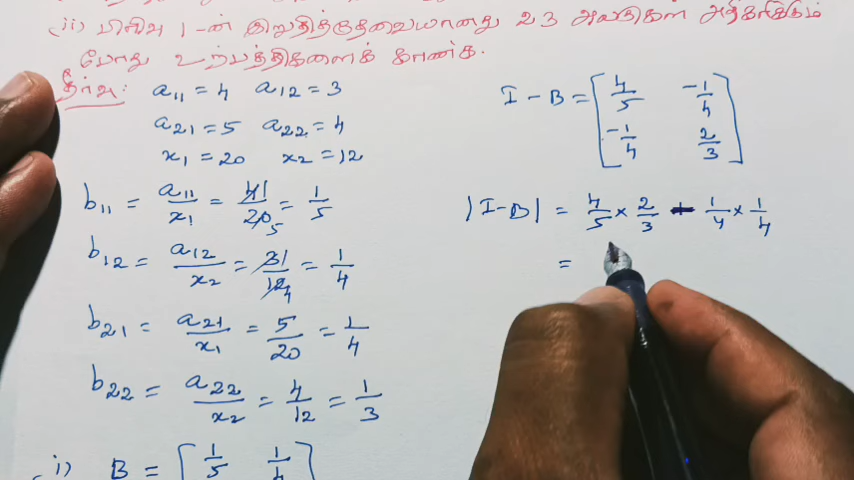 (ii) பிரிவு 1-ன் இறுதித்தேவையானது 23 அலகுகள் அதிகரிக்கும்
போது உற்பத்திகளைக் காண்க.
தீர்வு:
a₁₁ = 4 a₁₂ = 3
a₂₁ = 5 a₂₂ = 4
x₁ = 20 x₂ = 12
b₁₁ = a₁₁/x₁ = 4/20 = 1/5
b₁₂ = a₁₂/x₂ = 3/12 = 1/4
b₂₁ = a₂₁/x₁ = 5/20 = 1/4
b₂₂ = a₂₂/x₂ = 4/12 = 1/3
i) B = [1/5 1/4]
I - B = [4/5 -1/4
-1/4 2/3]
|I-B| = 4/5 × 2/3 - 1/4 × 1/4
=